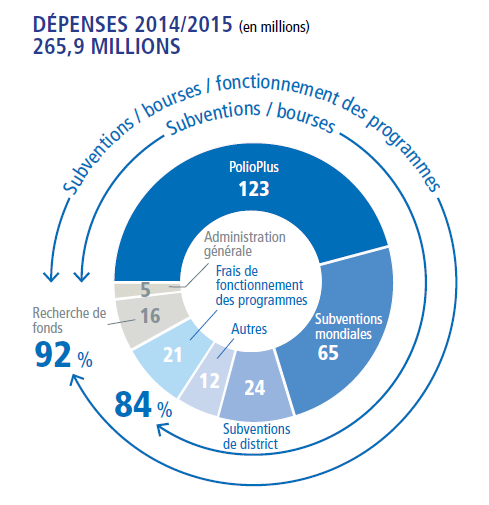 DÉPENSES 2014/2015 (en millions)
265,9 MILLIONS
Subventions / bourses / fonctionnement des programmes
Subventions / bourses
PolioPlus
123
Administration
générale
5
Frais de
fonctionnement
des programmes
Recherche de
fonds
16
Autres
Subventions
mondiales
65
92 %
21
12
24
84 %
Subventions
de district